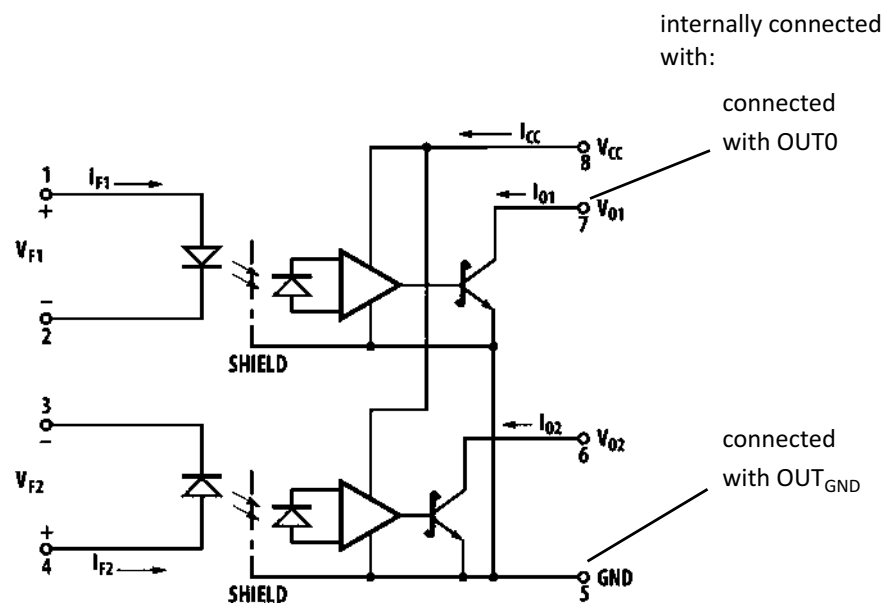 internally connected
with:
connected
with OUT0
I_CC
V_CC
8
1
I_F1
+
I_O1
V_O1
7
V_F1
−
2
SHIELD
3
−
I_O2
V_O2
6
connected
with OUT_GND
V_F2
+
4
I_F2
GND
5
SHIELD